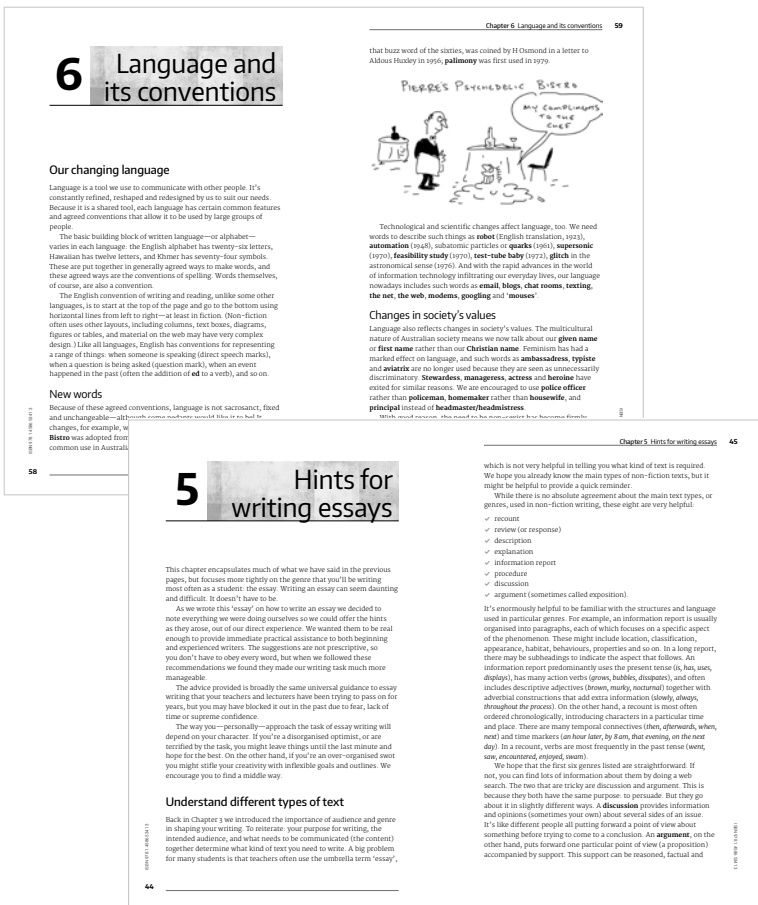 6
Language and
its conventions
Our changing language
Language is a tool we use to communicate with other people. It's
constantly refined, reshaped and redesigned by us to suit our needs.
Because it is a shared tool, each language has certain common features
and agreed conventions that allow it to be used by large groups of
people.
The basic building block of written language—or alphabet—
varies in each language: the English alphabet has twenty-six letters,
Hawaiian has twelve letters, and Khmer has seventy-four symbols.
These are put together in generally agreed ways to make words, and
these agreed ways are the conventions of spelling. Words themselves,
of course, are also a convention.
The English convention of writing and reading, unlike some other
languages, is to start at the top of the page and go to the bottom using
horizontal lines from left to right—at least in fiction. (Non-fiction
often uses other layouts, including columns, text boxes, diagrams,
figures or tables, and material on the web may have very complex
design.) Like all languages, English has conventions for representing
a range of things: when someone is speaking (direct speech marks),
when a question is being asked (question mark), when an event
happened in the past (often the addition of ed to a verb), and so on.
New words
Because of these agreed conventions, language is not sacrosanct, fixed
and unchangeable—although some pedants would like it to be! It
changes, for example, w
Bistro was adopted from
common use in Australi
58
Chapter 6 Language and its conventions 59
that buzz word of the sixties, was coined by H Osmond in a letter to
Aldous Huxley in 1956; palimony was first used in 1979.
PIERRE'S PSYCHEDELIC BISTRO
MY COMPLIMENTS
TO THE
CHEF
Technological and scientific changes affect language, too. We need
words to describe such things as robot (English translation, 1923),
automation (1948), subatomic particles or quarks (1961), supersonic
(1970), feasibility study (1970), test-tube baby (1972), glitch in the
astronomical sense (1976). And with the rapid advances in the world
of information technology infiltrating our everyday lives, our language
nowadays includes such words as email, blogs, chat rooms, texting,
the net, the web, modems, googling and 'mouses'.
Changes in society's values
Language also reflects changes in society's values. The multicultural
nature of Australian society means we now talk about our given name
or first name rather than our Christian name. Feminism has had a
marked effect on language, and such words as ambassadress, typiste
and aviatrix are no longer used because they are seen as unnecessarily
discriminatory. Stewardess, manageress, actress and heroine have
exited for similar reasons. We are encouraged to use police officer
rather than policeman, homemaker rather than housewife, and
principal instead of headmaster/headmistress.
With good reason, the need to be non-sexist has become firmly
5
Hints for
writing essays
This chapter encapsulates much of what we have said in the previous
pages, but focuses more tightly on the genre that you'll be writing
most often as a student: the essay. Writing an essay can seem daunting
and difficult. It doesn't have to be.
As we wrote this 'essay' on how to write an essay we decided to
note everything we were doing ourselves so we could offer the hints
as they arose, out of our direct experience. We wanted them to be real
enough to provide immediate practical assistance to both beginning
and experienced writers. The suggestions are not prescriptive, so
you don't have to obey every word, but when we followed these
recommendations we found they made our writing task much more
manageable.
The advice provided is broadly the same universal guidance to essay
writing that your teachers and lecturers have been trying to pass on for
years, but you may have blocked it out in the past due to fear, lack of
time or supreme confidence.
The way you—personally—approach the task of essay writing will
depend on your character. If you're a disorganised optimist, or are
terrified by the task, you might leave things until the last minute and
hope for the best. On the other hand, if you're an over-organised swot
you might stifle your creativity with inflexible goals and outlines. We
encourage you to find a middle way.
Understand different types of text
Back in Chapter 3 we introduced the importance of audience and genre
in shaping your writing. To reiterate: your purpose for writing, the
intended audience, and what needs to be communicated (the content)
together determine what kind of text you need to write. A big problem
for many students is that teachers often use the umbrella term 'essay',
44
Chapter 5 Hints for writing essays 45
which is not very helpful in telling you what kind of text is required.
We hope you already know the main types of non-fiction texts, but it
might be helpful to provide a quick reminder.
While there is no absolute agreement about the main text types, or
genres, used in non-fiction writing, these eight are very helpful:
✓ recount
✓ review (or response)
✓ description
✓ explanation
✓ information report
✓ procedure
✓ discussion
✓ argument (sometimes called exposition).
It's enormously helpful to be familiar with the structures and language
used in particular genres. For example, an information report is usually
organised into paragraphs, each of which focuses on a specific aspect
of the phenomenon. These might include location, classification,
appearance, habitat, behaviours, properties and so on. In a long report,
there may be subheadings to indicate the aspect that follows. An
information report predominantly uses the present tense (is, has, uses,
displays), has many action verbs (grows, bubbles, dissipates), and often
includes descriptive adjectives (brown, murky, nocturnal) together with
adverbial constructions that add extra information (slowly, always,
throughout the process). On the other hand, a recount is most often
ordered chronologically, introducing characters in a particular time
and place. There are many temporal connectives (then, afterwards, when,
next) and time markers (an hour later, by 8am, that evening, on the next
day). In a recount, verbs are most frequently in the past tense (went,
saw, encountered, enjoyed, swam).
We hope that the first six genres listed are straightforward. If
not, you can find lots of information about them by doing a web
search. The two that are tricky are discussion and argument. This is
because they both have the same purpose: to persuade. But they go
about it in slightly different ways. A discussion provides information
and opinions (sometimes your own) about several sides of an issue.
It's like different people all putting forward a point of view about
something before trying to come to a conclusion. An argument, on the
other hand, puts forward one particular point of view (a proposition)
accompanied by support. This support can be reasoned, factual and